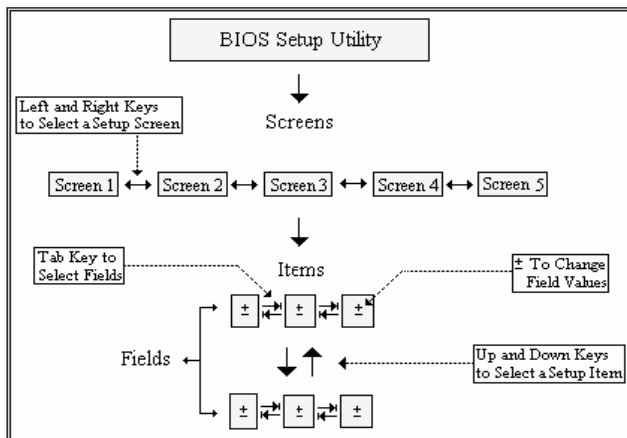 BIOS Setup Utility
Left and Right Keys
to Select a Setup Screen
Screens
Screen 1
Screen 2
Screen 3
Screen 4
Screen 5
Tab Key to
Select Fields
Items
± To Change
Field Values
± ± ±
Fields
Up and Down Keys
to Select a Setup Item
± ± ±